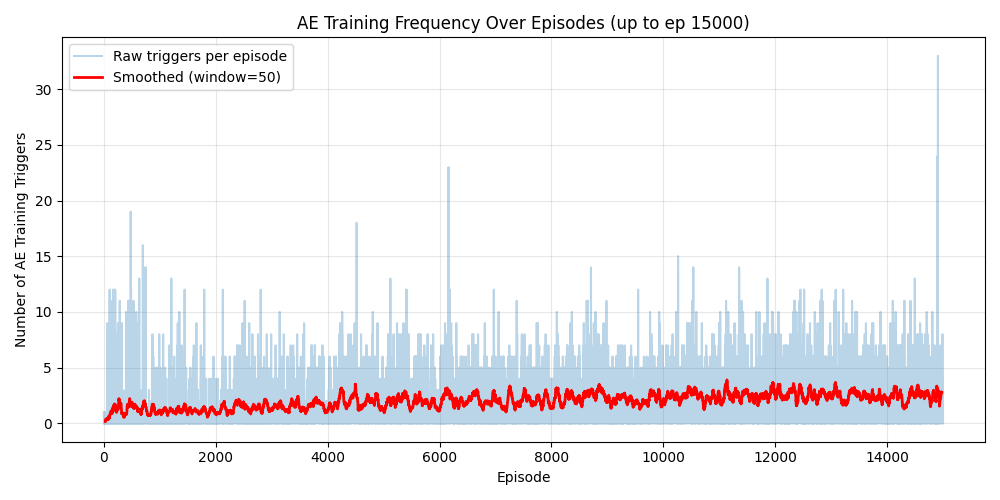 AE Training Frequency Over Episodes (up to ep 15000)
Raw triggers per episode
Smoothed (window=50)
Number of AE Training Triggers
30
25
20
15
10
5
0
0 2000 4000 6000 8000 10000 12000 14000
Episode